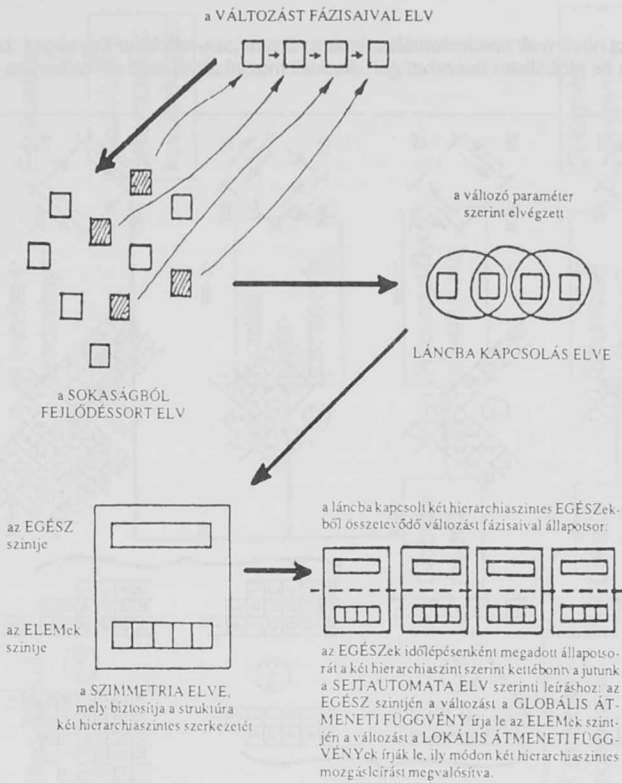 a VÁLTOZÁST FÁZISAIVAL ELV
a változó paraméter
szerint elvégzett
LÁNCBA KAPCSOLÁS ELVE
a SOKASÁGBÓL
FEJLŐDÉSSORT ELV
az EGÉSZ
szintje
az ELEMek
szintje
a SZIMMETRIA ELVE,
mely biztosítja a struktúra
két hierarchiaszintes szerkezetét
a láncba kapcsolt két hierarchiaszintes EGÉSZek-
ből összetevődő változást fázisaival állapotsor:
az EGÉSZek időlépésenként megadott állapotso-
rát a két hierarchiaszint szerint kettébontva jutunk
a SEJTAUTOMATA ELV szerinti leíráshoz: az
EGÉSZ szintjén a változást a GLOBÁLIS ÁT-
MENETI FÜGGVÉNY írja le az ELEMek szint-
jén a változást a LOKÁLIS ÁTMENETI FÜGG-
VÉNYek írják le, ily módon két hierarchiaszintes
mozgásleírást megvalósítva.